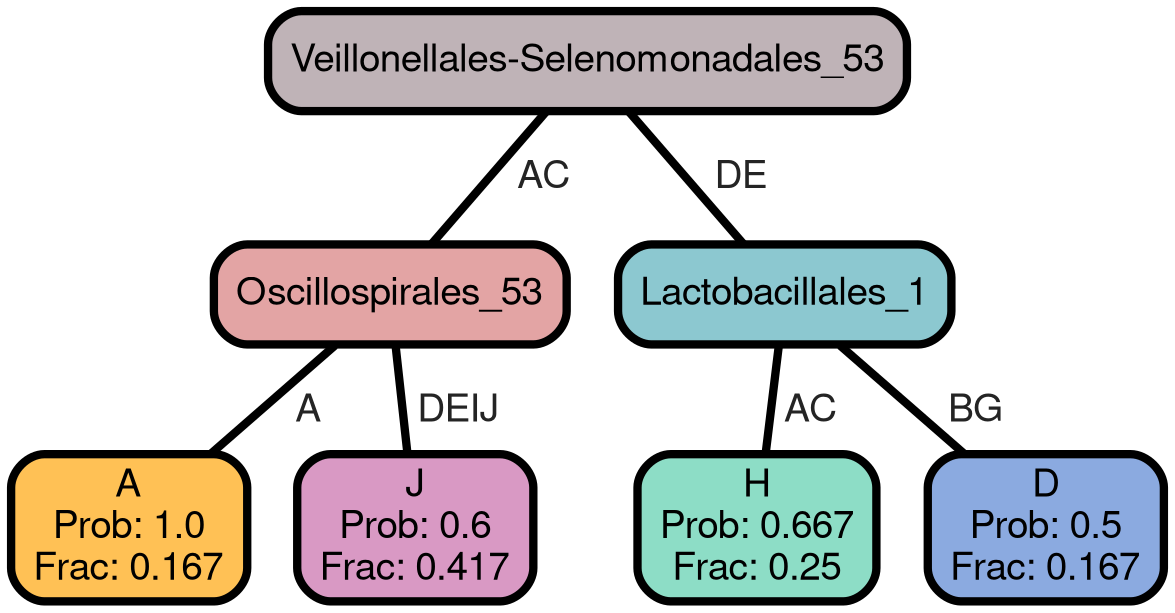 Veillonellales-Selenomonadales_53
AC
DE
Oscillospirales_53
Lactobacillales_1
A
DEIJ
AC
BG
A
Prob: 1.0
Frac: 0.167
J
Prob: 0.6
Frac: 0.417
H
Prob: 0.667
Frac: 0.25
D
Prob: 0.5
Frac: 0.167